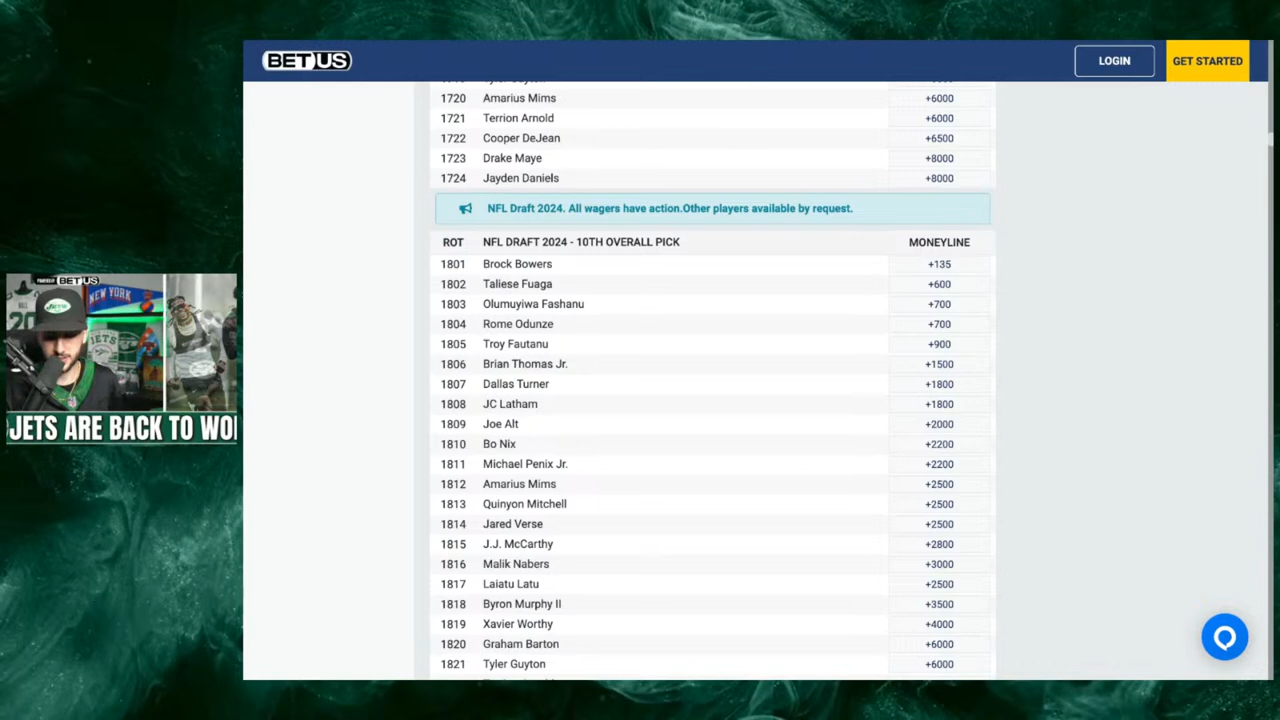 BETUS
LOGIN
GET STARTED
1720 Amarius Mims +6000
1721 Terrion Arnold +6000
1722 Cooper DeJean +6500
1723 Drake Maye +8000
1724 Jayden Daniels +8000
NFL Draft 2024. All wagers have action.Other players available by request.
ROT NFL DRAFT 2024 - 10TH OVERALL PICK MONEYLINE
1801 Brock Bowers +135
1802 Taliese Fuaga +600
1803 Olumuyiwa Fashanu +700
1804 Rome Odunze +700
1805 Troy Fautanu +900
1806 Brian Thomas Jr. +1500
1807 Dallas Turner +1800
1808 JC Latham +1800
1809 Joe Alt +2000
1810 Bo Nix +2200
1811 Michael Penix Jr. +2200
1812 Amarius Mims +2500
1813 Quinyon Mitchell +2500
1814 Jared Verse +2500
1815 J.J. McCarthy +2800
1816 Malik Nabers +3000
1817 Laiatu Latu +2500
1818 Byron Murphy II +3500
1819 Xavier Worthy +4000
1820 Graham Barton +6000
1821 Tyler Guyton +6000
BETUS
NEW YORK
20
JETS
JETS
JETS ARE BACK TO WO